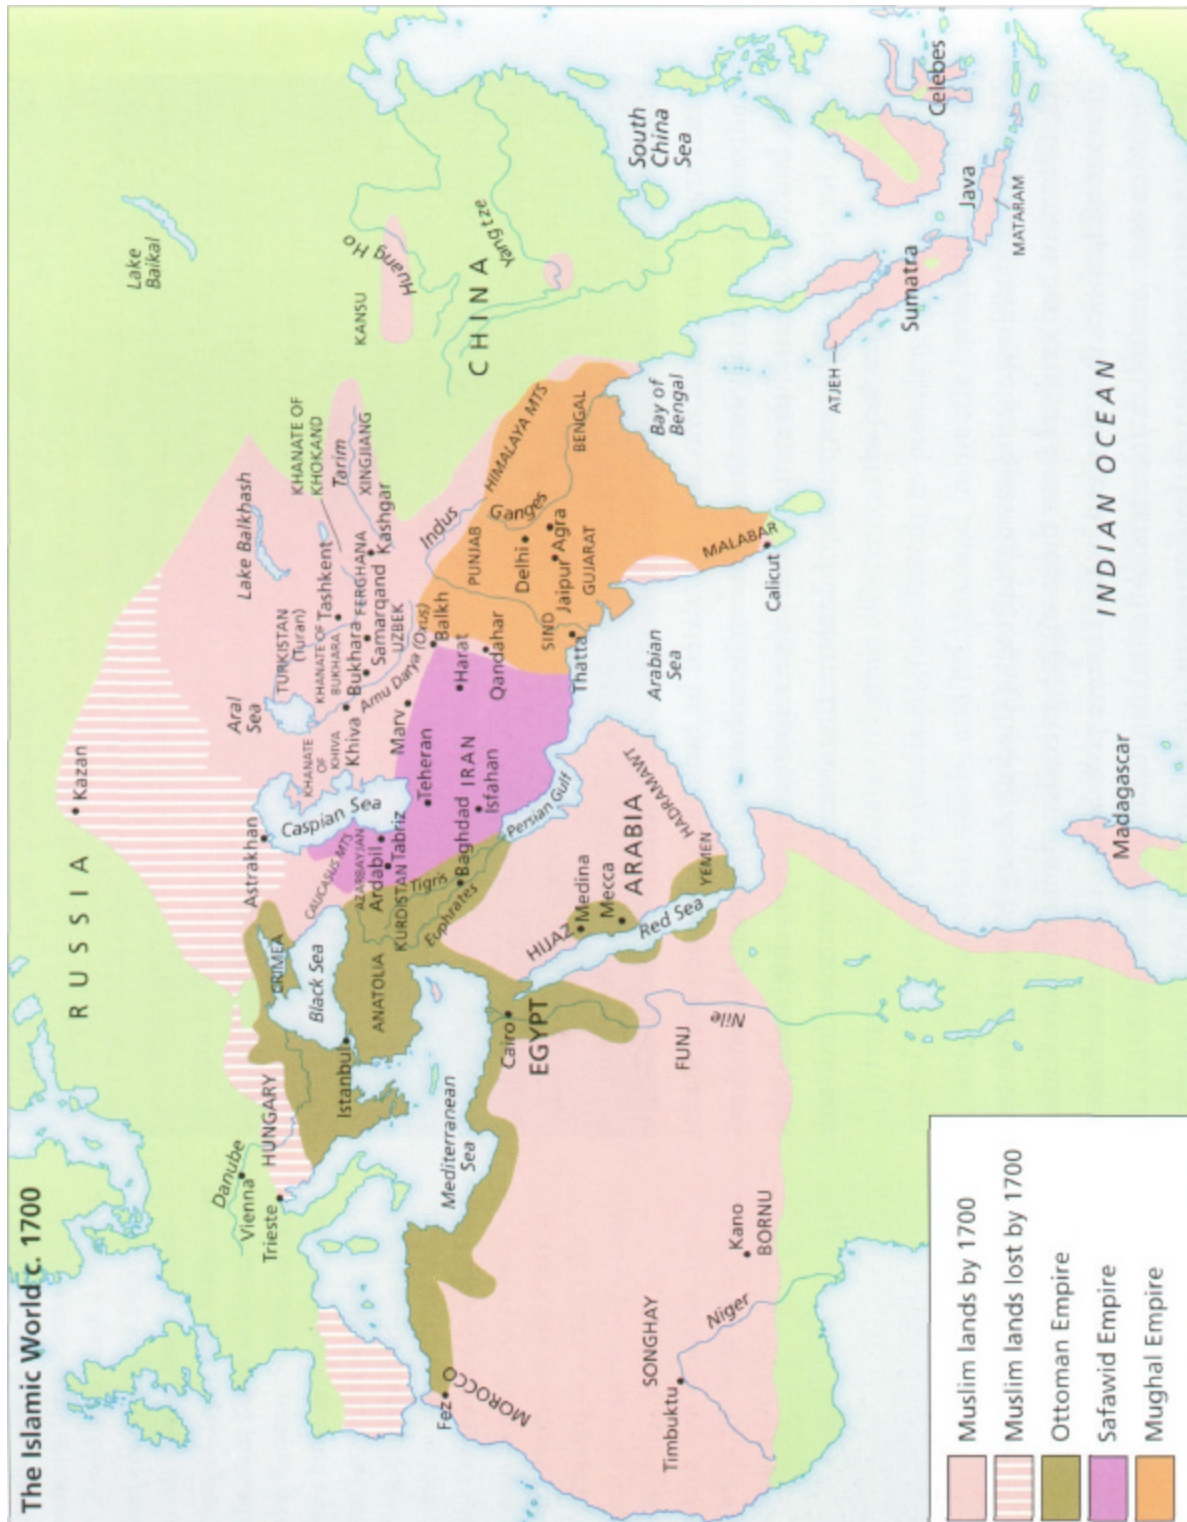 The Islamic World c. 1700
RUSSIA
Kazan
Lake
Baikal
Danube
Vienna
Trieste
HUNGARY
CRIMEA
Black Sea
Istanbul
ANATOLIA
Astrakhan
CAUCASUS MTS
Caspian Sea
AZARBAYJAN
Ardabil
Tabriz
KURDISTAN
Tigris
Euphrates
Baghdad
Teheran
IRAN
Isfahan
Aral
Sea
KHANATE
OF
KHIVA
Khiva
TURKISTAN
(Turan)
KHANATE OF
BUKHARA
Bukhara
Samarqand
UZBEK
Amu Darya (Oxus)
Marv
Tashkent
FERGHANA
Kashgar
Lake Balkhash
KHANATE OF
KHOKAND
Tarim
XINGJIANG
Balkh
Harat
Qandahar
Indus
PUNJAB
HIMALAYA MTS
Ganges
Delhi
Agra
Jaipur
GUJARAT
SIND
Thatta
BENGAL
Bay of
Bengal
MALABAR
Calicut
KANSU
Huang Ho
CHINA
Yangtze
South
China
Sea
Mediterranean
Sea
Fez
MOROCCO
Cairo
EGYPT
HIJAZ
Medina
Mecca
ARABIA
Red Sea
YEMEN
HADRAMAWT
Persian Gulf
Arabian
Sea
FUNJ
Nile
SONGHAY
Timbuktu
Niger
Kano
BORNU
Madagascar
INDIAN OCEAN
ATJEH
Sumatra
Java
MATARAM
Celebes
Muslim lands by 1700
Muslim lands lost by 1700
Ottoman Empire
Safawid Empire
Mughal Empire